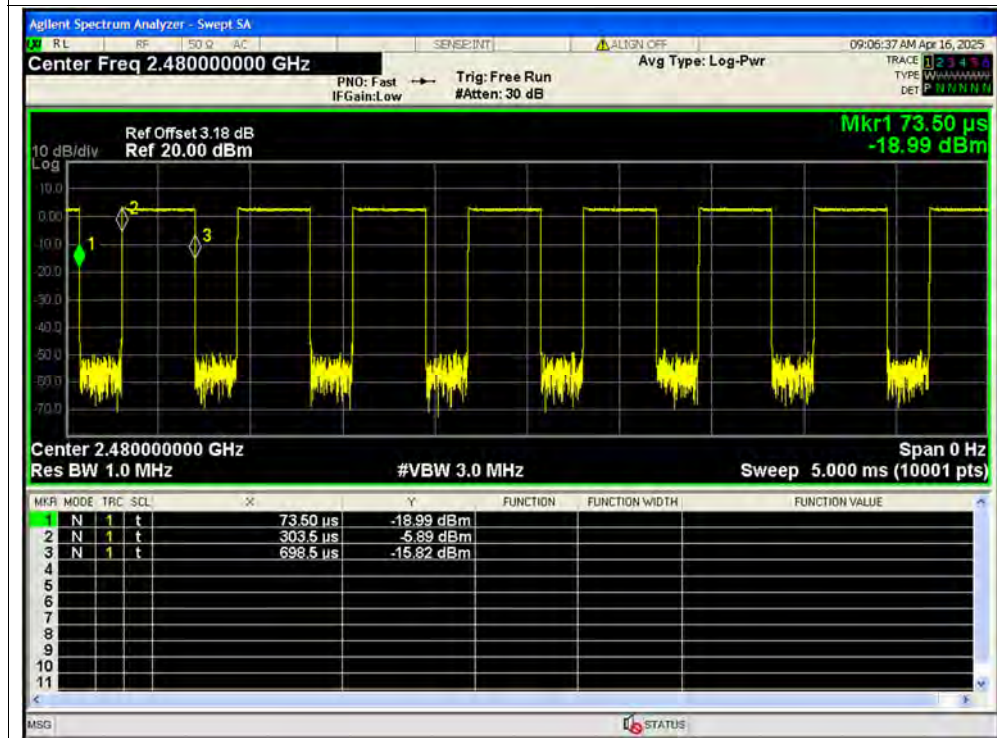 Agilent Spectrum Analyzer - Swept SA
RL RF 50 Ω AC SENSE:INT ALIGN OFF 09:06:37 AM Apr 16, 2025
Center Freq 2.480000000 GHz Avg Type: Log-Pwr TRACE 1 2 3 4 5 6
PNO: Fast Trig: Free Run TYPE W
IFGain:Low #Atten: 30 dB DET P N N N N N
Mkr1 73.50 µs
Ref Offset 3.18 dB
10 dB/div Ref 20.00 dBm -18.99 dBm
Log
10.0
0.00
-10.0
-20.0
-30.0
-40.0
-50.0
-60.0
-70.0
1
2
3
Center 2.480000000 GHz Span 0 Hz
Res BW 1.0 MHz #VBW 3.0 MHz Sweep 5.000 ms (10001 pts)
MKR MODE TRC SCL X Y FUNCTION FUNCTION WIDTH FUNCTION VALUE
1 N 1 t 73.50 µs -18.99 dBm
2 N 1 t 303.5 µs -5.89 dBm
3 N 1 t 698.5 µs -15.82 dBm
4
5
6
7
8
9
10
11
MSG STATUS